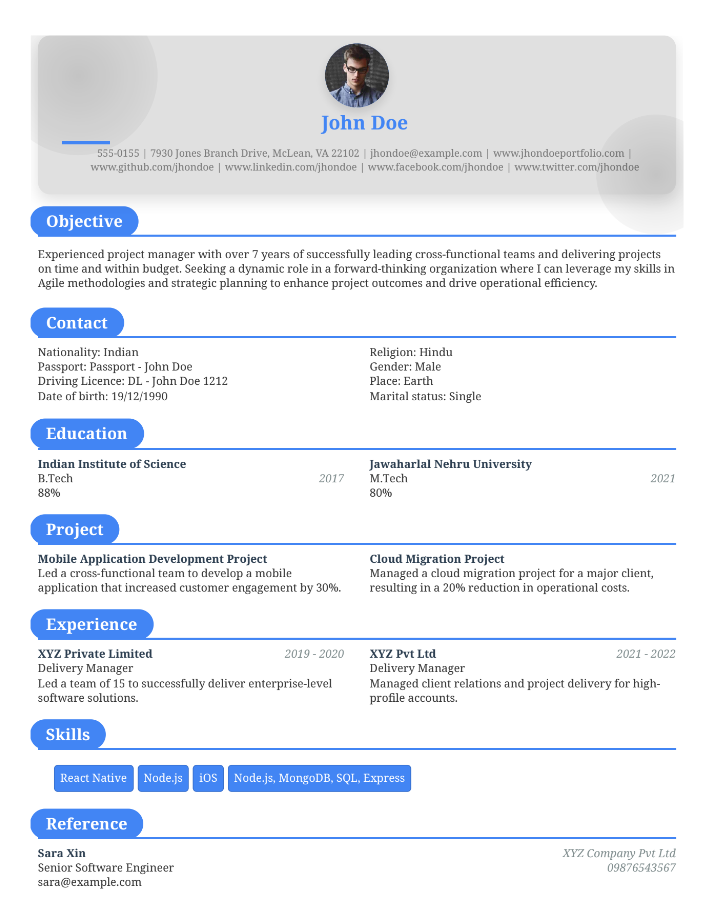 John Doe
555-0155 | 7930 Jones Branch Drive, McLean, VA 22102 | jhondoe@example.com | www.jhondoeportfolio.com |
www.github.com/jhondoe | www.linkedin.com/jhondoe | www.facebook.com/jhondoe | www.twitter.com/jhondoe
Objective
Experienced project manager with over 7 years of successfully leading cross-functional teams and delivering projects
on time and within budget. Seeking a dynamic role in a forward-thinking organization where I can leverage my skills in
Agile methodologies and strategic planning to enhance project outcomes and drive operational efficiency.
Contact
Nationality: Indian
Passport: Passport - John Doe
Driving Licence: DL - John Doe 1212
Date of birth: 19/12/1990
Religion: Hindu
Gender: Male
Place: Earth
Marital status: Single
Education
Indian Institute of Science
B.Tech 2017
88%
Jawaharlal Nehru University
M.Tech 2021
80%
Project
Mobile Application Development Project
Led a cross-functional team to develop a mobile
application that increased customer engagement by 30%.
Cloud Migration Project
Managed a cloud migration project for a major client,
resulting in a 20% reduction in operational costs.
Experience
XYZ Private Limited 2019 - 2020
Delivery Manager
Led a team of 15 to successfully deliver enterprise-level
software solutions.
XYZ Pvt Ltd 2021 - 2022
Delivery Manager
Managed client relations and project delivery for high-
profile accounts.
Skills
React Native Node.js iOS Node.js, MongoDB, SQL, Express
Reference
Sara Xin XYZ Company Pvt Ltd
Senior Software Engineer 09876543567
sara@example.com